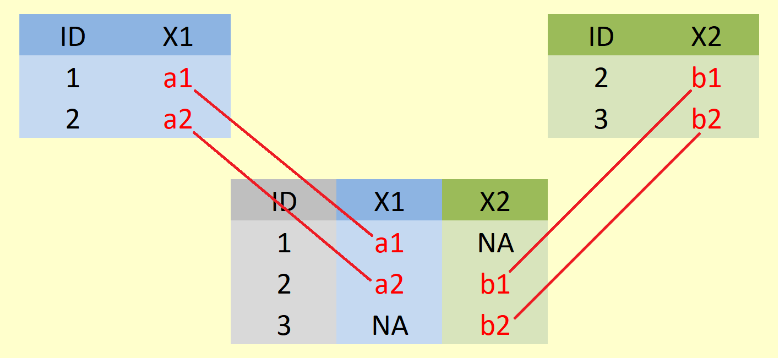 ID X1
1 a1
2 a2
ID X2
2 b1
3 b2
ID X1 X2
1 a1 NA
2 a2 b1
3 NA b2